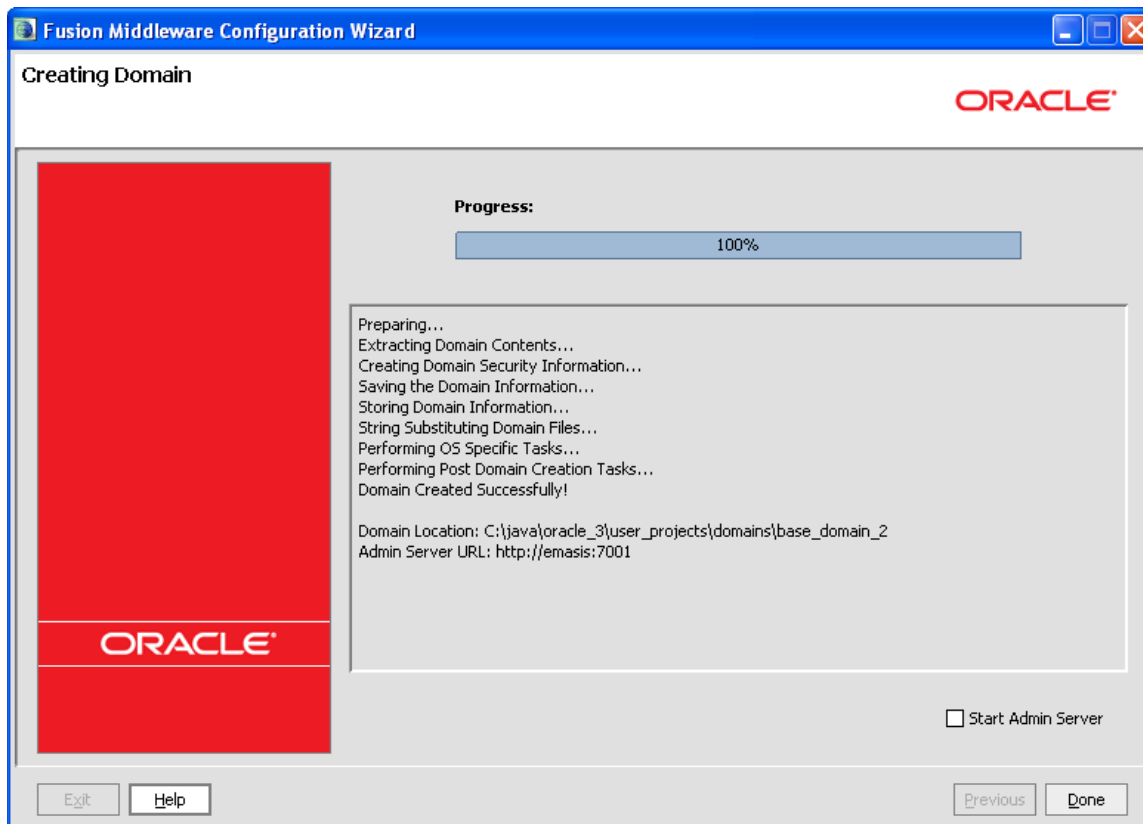 Fusion Middleware Configuration Wizard
Creating Domain
ORACLE
Progress:
100%
Preparing...
Extracting Domain Contents...
Creating Domain Security Information...
Saving the Domain Information...
Storing Domain Information...
String Substituting Domain Files...
Performing OS Specific Tasks...
Performing Post Domain Creation Tasks...
Domain Created Successfully!
Domain Location: C:\java\oracle_3\user_projects\domains\base_domain_2
Admin Server URL: http://emasis:7001
ORACLE
Start Admin Server
Exit Help Previous Done